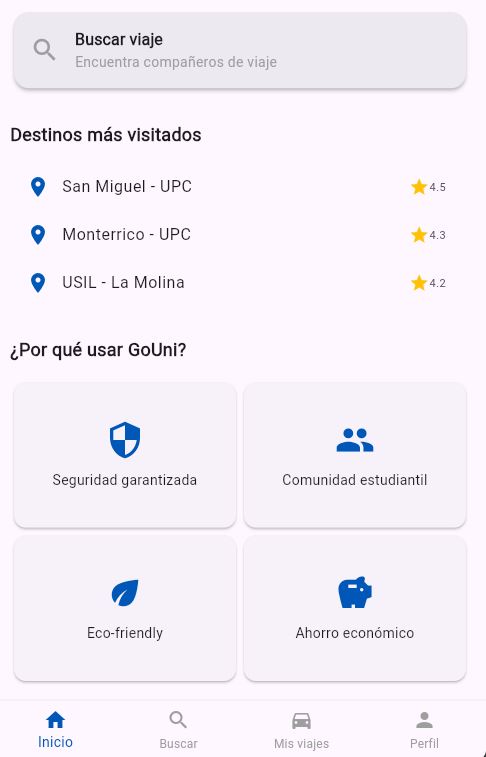 Buscar viaje
Encuentra compañeros de viaje
Destinos más visitados
San Miguel - UPC 4.5
Monterrico - UPC 4.3
USIL - La Molina 4.2
¿Por qué usar GoUni?
Seguridad garantizada Comunidad estudiantil
Eco-friendly Ahorro económico
Inicio Buscar Mis viajes Perfil